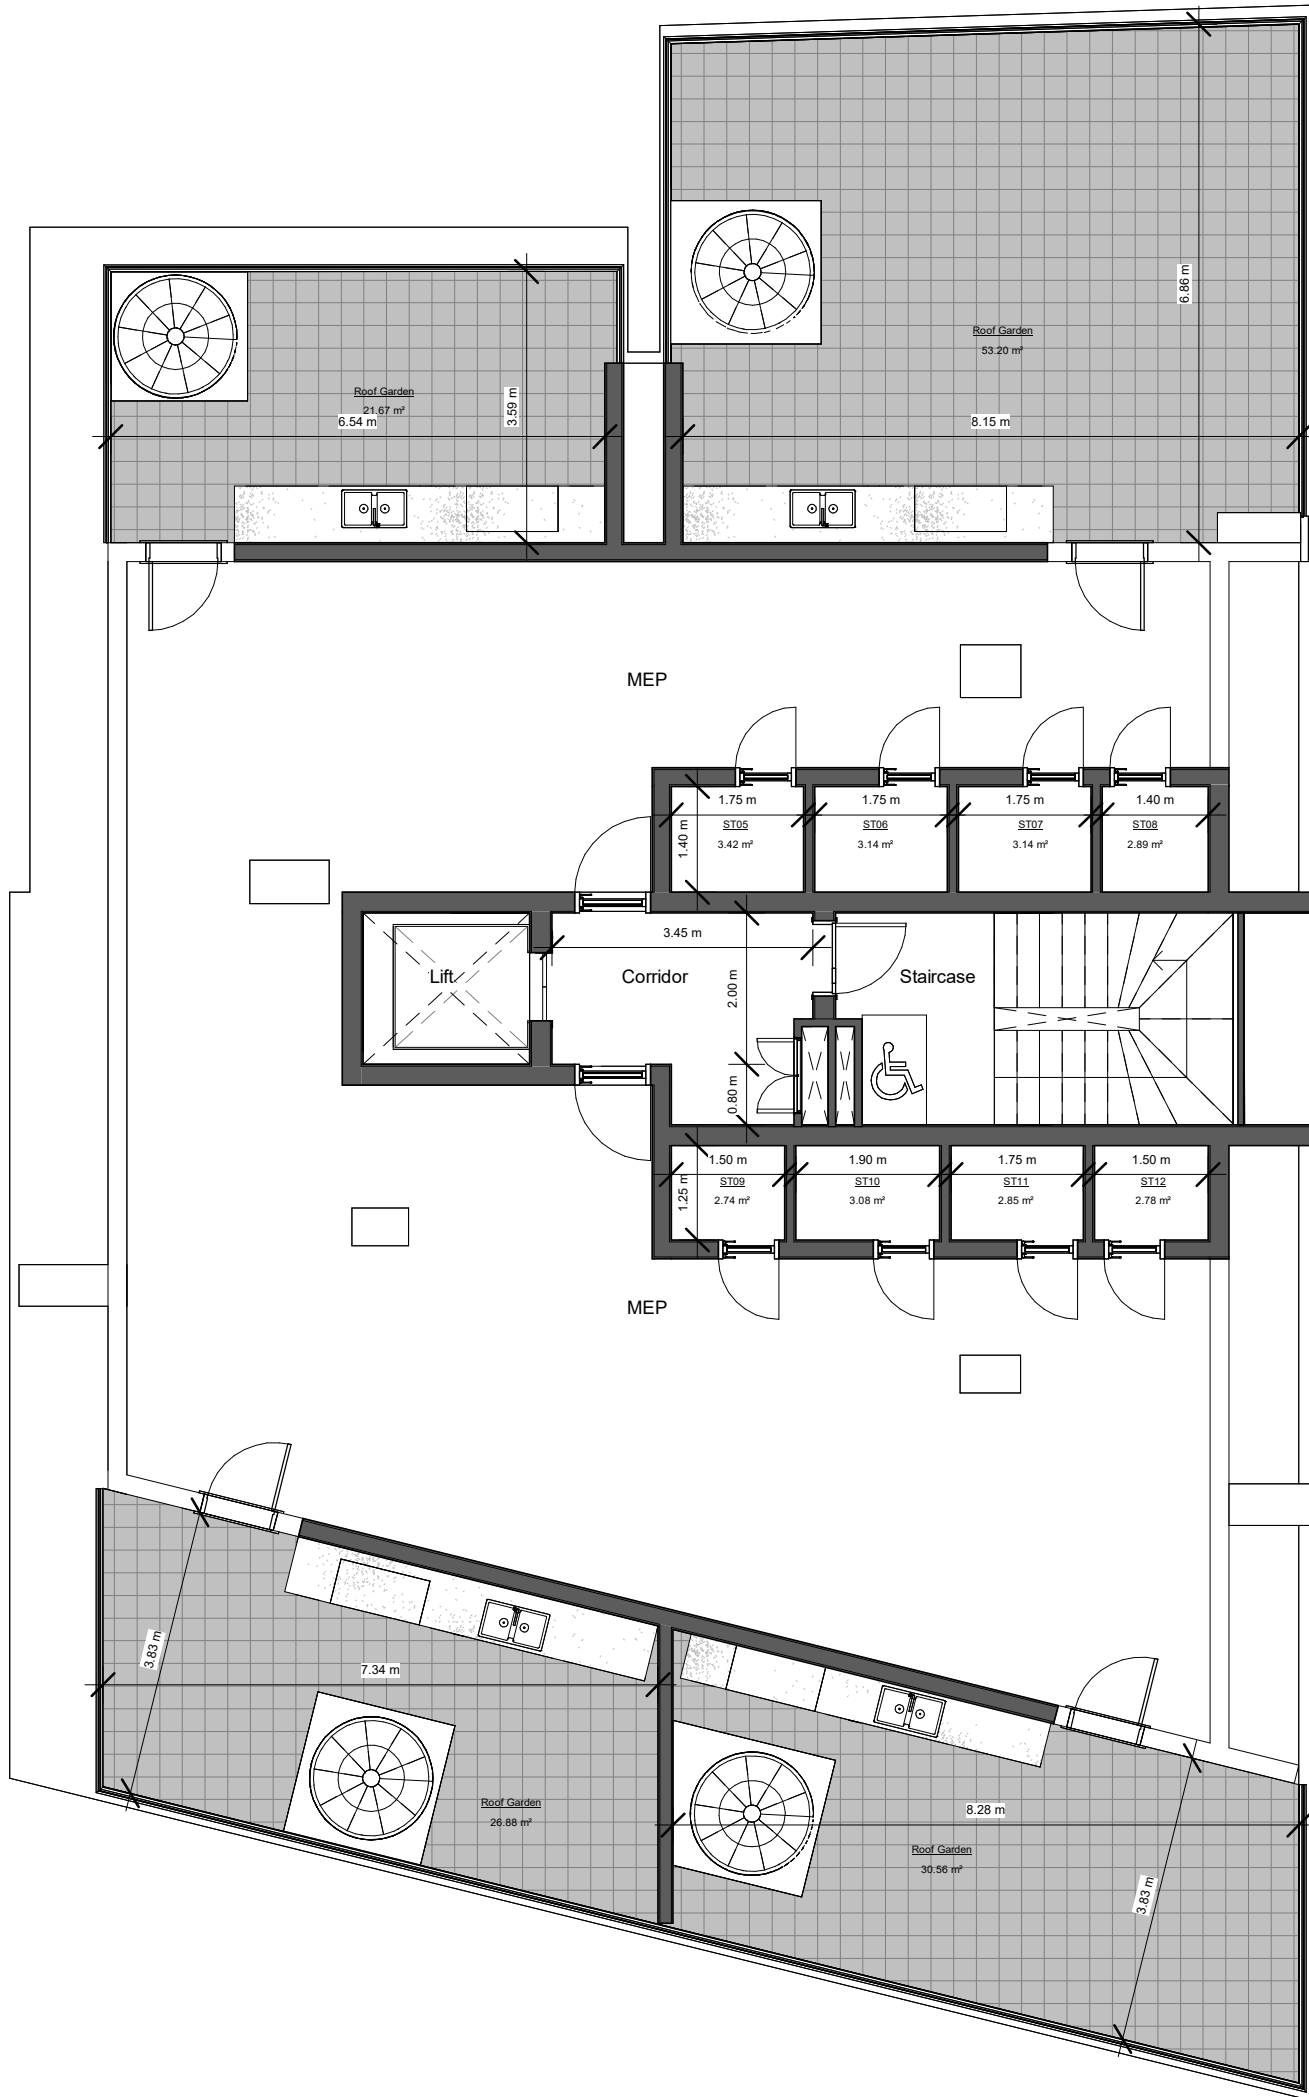 6.86 m
Roof Garden
53.20 m²
8.15 m
Roof Garden
21.67 m²
6.54 m
3.59 m
MEP
1.75 m
ST05
3.42 m²
1.40 m
1.75 m
ST06
3.14 m²
1.75 m
ST07
3.14 m²
1.40 m
ST08
2.89 m²
3.45 m
Lift
Corridor
2.00 m
Staircase
0.80 m
1.50 m
ST09
2.74 m²
1.25 m
1.90 m
ST10
3.08 m²
1.75 m
ST11
2.85 m²
1.50 m
ST12
2.78 m²
MEP
3.83 m
7.34 m
Roof Garden
26.88 m²
8.28 m
Roof Garden
30.56 m²
3.83 m